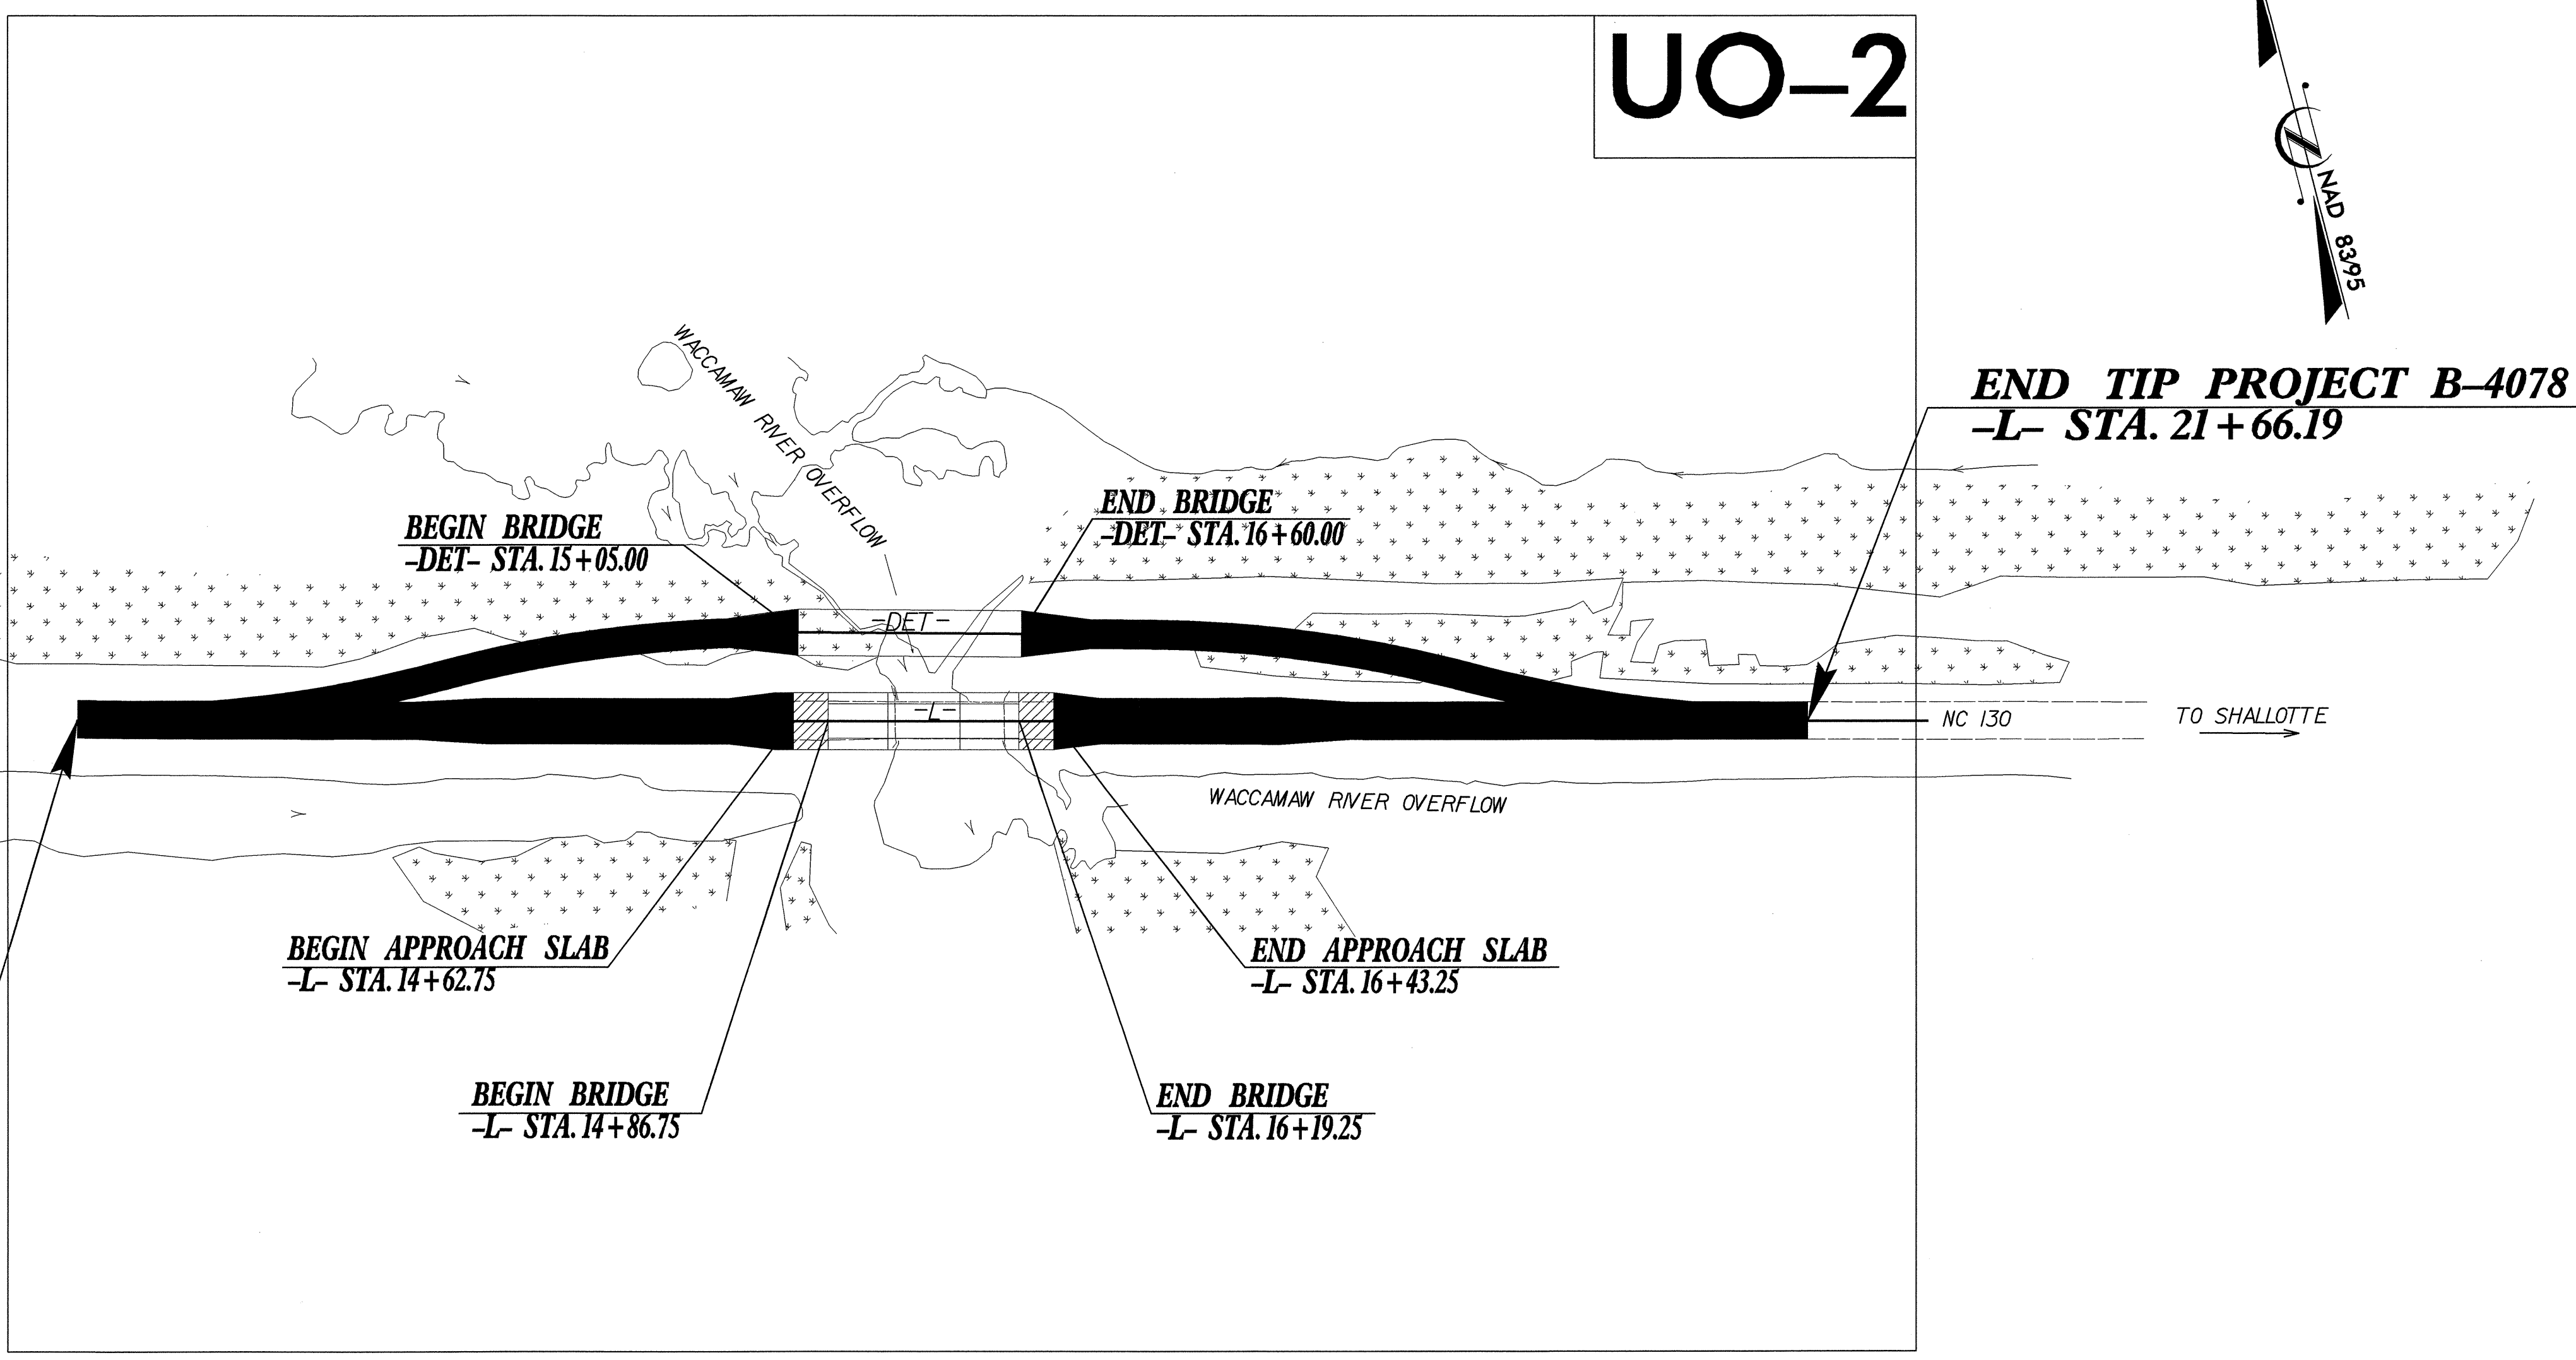 UO–2
NAD 83/95
END TIP PROJECT B–4078
–L– STA. 21+66.19
WACCAMAW RIVER OVERFLOW
BEGIN BRIDGE
–DET– STA. 15+05.00
END BRIDGE
–DET– STA. 16+60.00
–DET–
–L–
NC 130
TO SHALLOTTE
WACCAMAW RIVER OVERFLOW
BEGIN APPROACH SLAB
–L– STA. 14+62.75
END APPROACH SLAB
–L– STA. 16+43.25
BEGIN BRIDGE
–L– STA. 14+86.75
END BRIDGE
–L– STA. 16+19.25